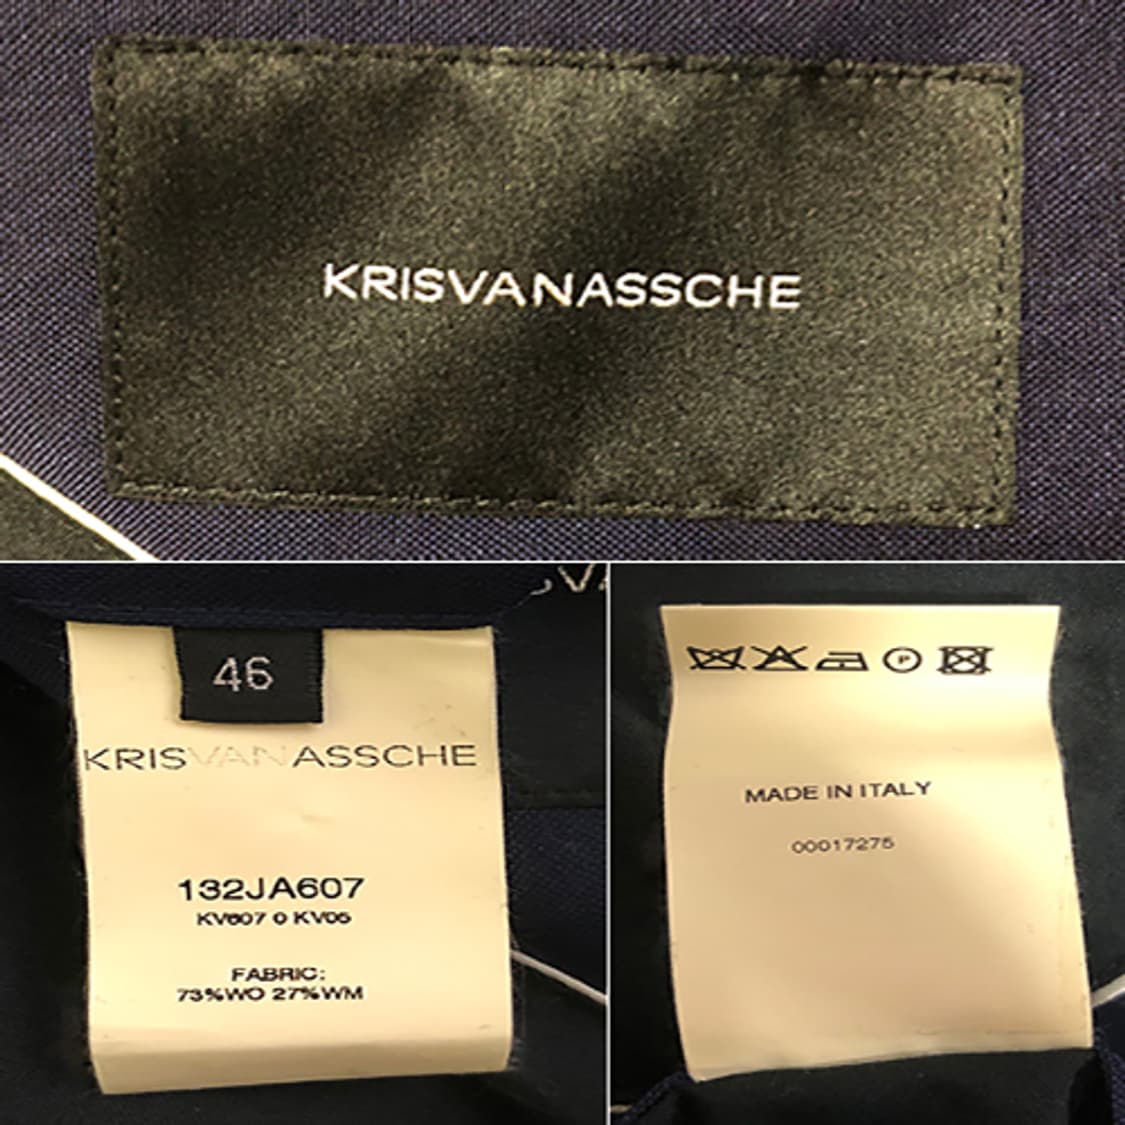 KRISVANASSCHE
46
KRISVANASSCHE
132JA607
KV607 0 KV05
FABRIC:
73%WO 27%WM
P
MADE IN ITALY
00017275